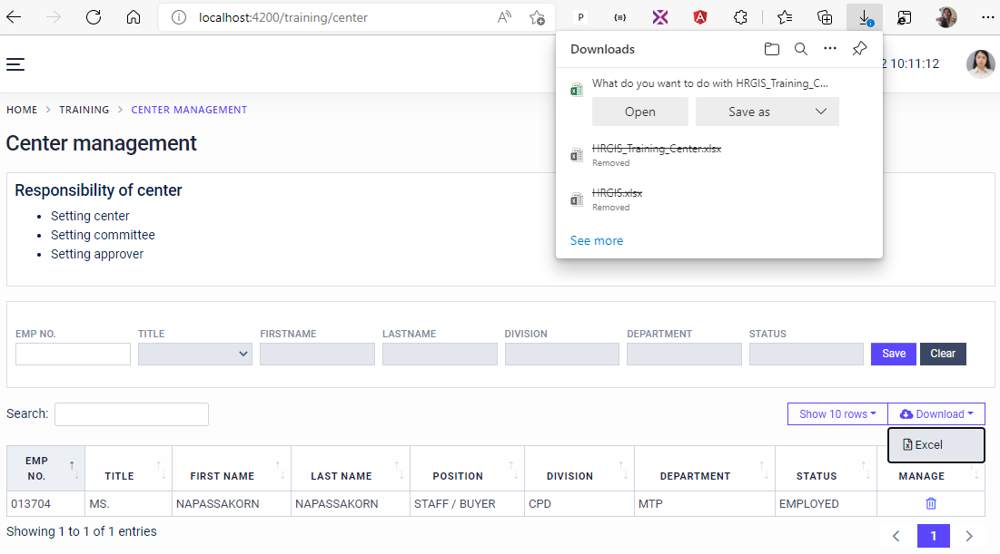 localhost:4200/training/center
A
P
{≡}
Downloads
2 10:11:12
What do you want to do with HRGIS_Training_C...
Open
Save as
HRGIS_Training_Center.xlsx
Removed
HRGIS.xlsx
Removed
See more
HOME > TRAINING > CENTER MANAGEMENT
Center management
Responsibility of center
• Setting center
• Setting committee
• Setting approver
EMP NO. TITLE FIRSTNAME LASTNAME DIVISION DEPARTMENT STATUS
Save Clear
Search:
Show 10 rows Download
Excel
EMP NO. TITLE FIRST NAME LAST NAME POSITION DIVISION DEPARTMENT STATUS MANAGE
013704 MS. NAPASSAKORN NAPASSAKORN STAFF / BUYER CPD MTP EMPLOYED
Showing 1 to 1 of 1 entries
1